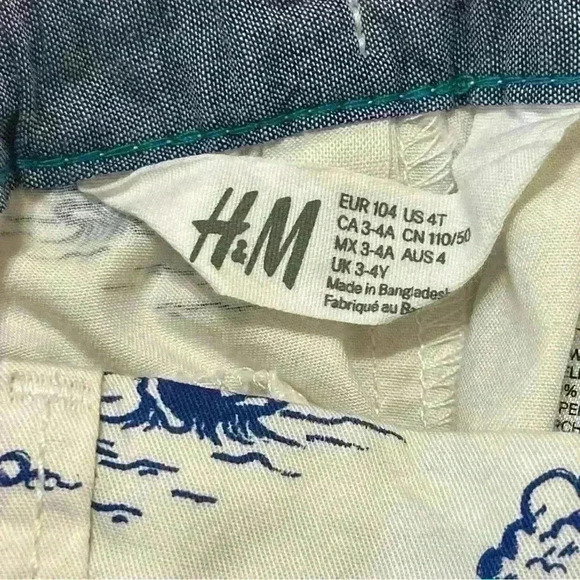 H&M
EUR 104 US 4T
CA 3-4A CN 110/50
MX 3-4A AUS 4
UK 3-4Y
Made in
Fabriqué au